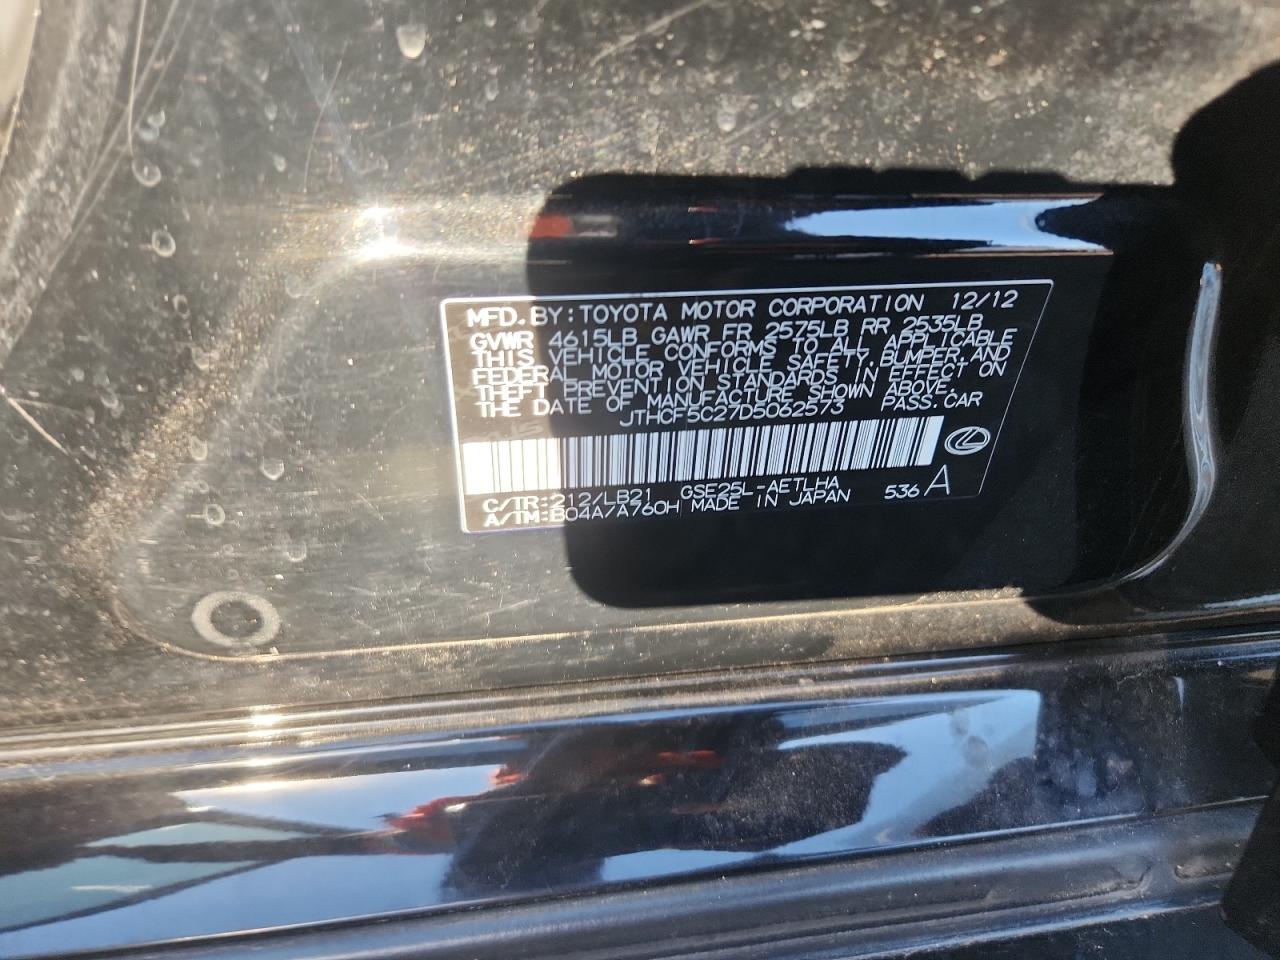 MFD. BY: TOYOTA MOTOR CORPORATION 12/12
GVWR 4615LB GAWR FR 2575LB RR 2535LB
THIS VEHICLE CONFORMS TO ALL APPLICABLE
FEDERAL MOTOR VEHICLE SAFETY, BUMPER, AND
THEFT PREVENTION STANDARDS IN EFFECT ON
THE DATE OF MANUFACTURE SHOWN ABOVE.
JTHCF5C27D5062573 PASS. CAR
C/TR: 212/LB21 GSE25L-AETLHA 536 A
A/TM: B04A/A760H MADE IN JAPAN